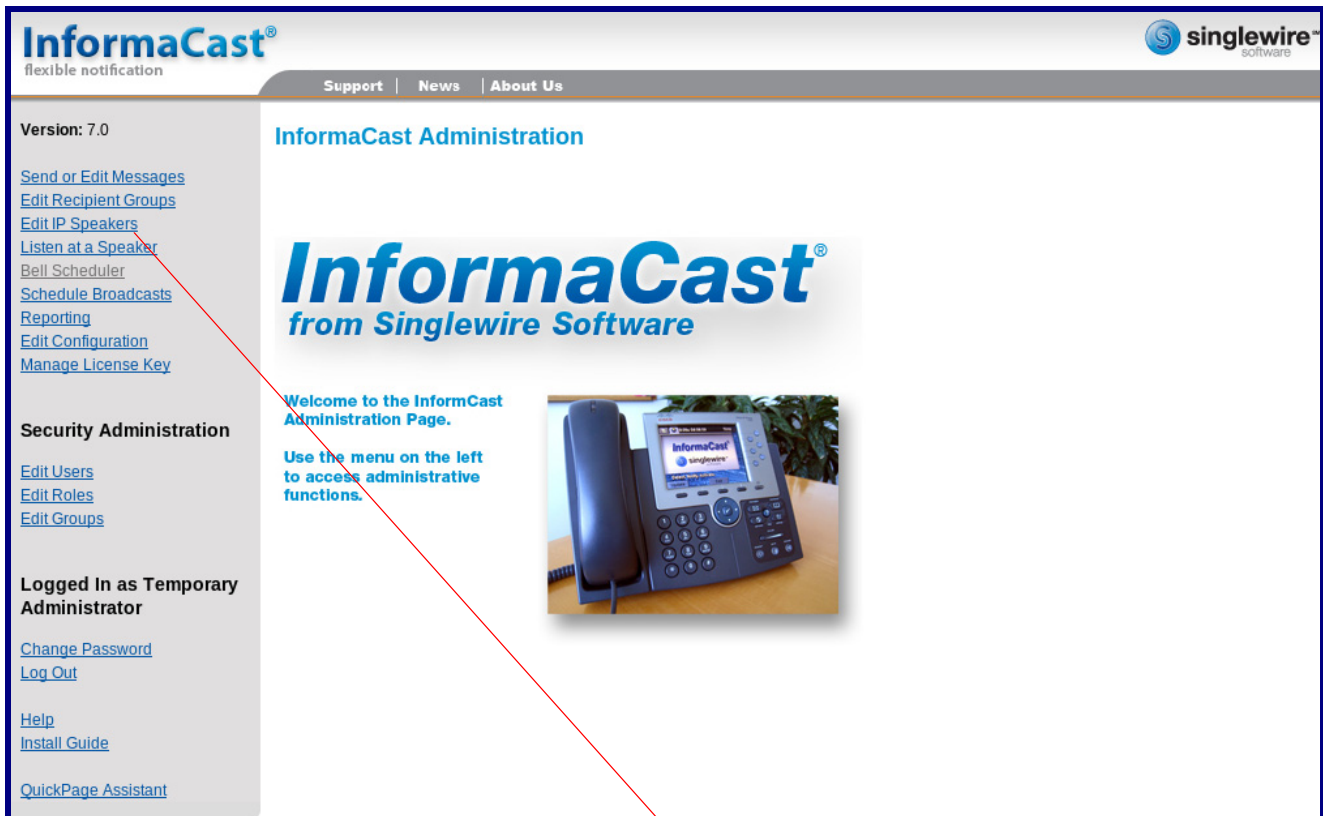 InformaCast®
flexible notification
singlewire℠
software
Support | News | About Us
Version: 7.0
Send or Edit Messages
Edit Recipient Groups
Edit IP Speakers
Listen at a Speaker
Bell Scheduler
Schedule Broadcasts
Reporting
Edit Configuration
Manage License Key
Security Administration
Edit Users
Edit Roles
Edit Groups
Logged In as Temporary
Administrator
Change Password
Log Out
Help
Install Guide
QuickPage Assistant
InformaCast Administration
InformaCast®
from Singlewire Software
Welcome to the InformCast
Administration Page.
Use the menu on the left
to access administrative
functions.
InformaCast
singlewire